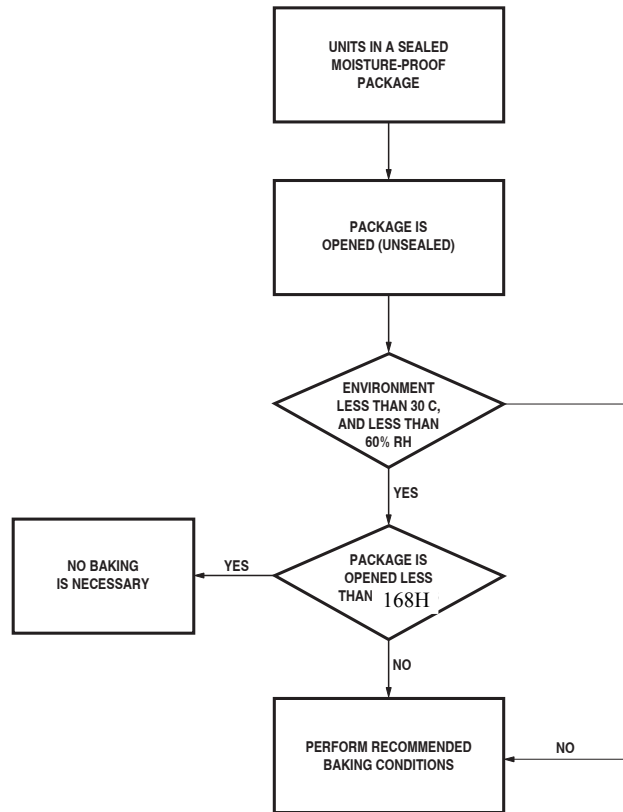 UNITS IN A SEALED
MOISTURE-PROOF
PACKAGE
PACKAGE IS
OPENED (UNSEALED)
ENVIRONMENT
LESS THAN 30 C,
AND LESS THAN
60% RH
YES
NO BAKING
IS NECESSARY
YES
PACKAGE IS
OPENED LESS
THAN 168H
NO
PERFORM RECOMMENDED
BAKING CONDITIONS
NO